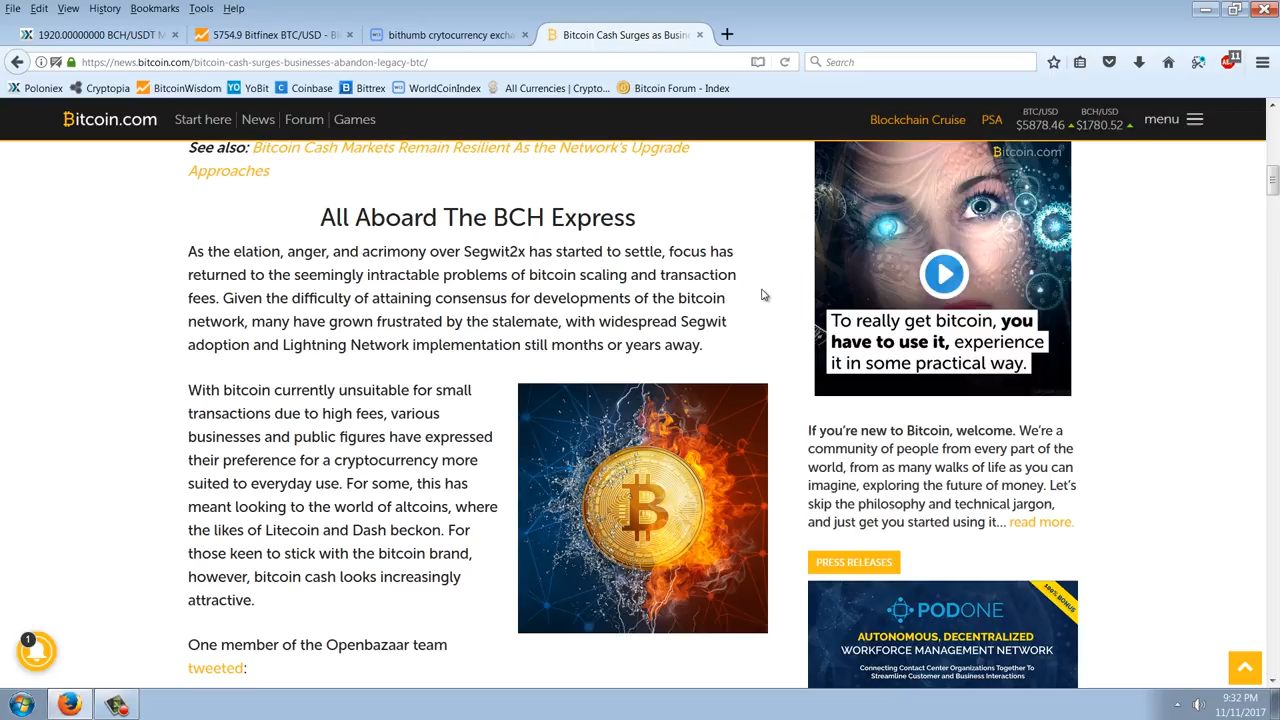 File Edit View History Bookmarks Tools Help
1920.00000000 BCH/USDT M
5754.9 Bitfinex BTC/USD - B
bithumb crytocurrency excha
Bitcoin Cash Surges as Busin
https://news.bitcoin.com/bitcoin-cash-surges-businesses-abandon-legacy-btc/
Search
11
Poloniex Cryptopia BitcoinWisdom YoBit Coinbase Bittrex WorldCoinIndex All Currencies | Crypto... Bitcoin Forum - Index
Bitcoin.com Start here | News | Forum | Games
Blockchain Cruise PSA
BTC/USD BCH/USD
$5878.46 $1780.52
menu
See also: Bitcoin Cash Markets Remain Resilient As the Network's Upgrade
Approaches
All Aboard The BCH Express
As the elation, anger, and acrimony over Segwit2x has started to settle, focus has
returned to the seemingly intractable problems of bitcoin scaling and transaction
fees. Given the difficulty of attaining consensus for developments of the bitcoin
network, many have grown frustrated by the stalemate, with widespread Segwit
adoption and Lightning Network implementation still months or years away.
With bitcoin currently unsuitable for small
transactions due to high fees, various
businesses and public figures have expressed
their preference for a cryptocurrency more
suited to everyday use. For some, this has
meant looking to the world of altcoins, where
the likes of Litecoin and Dash beckon. For
those keen to stick with the bitcoin brand,
however, bitcoin cash looks increasingly
attractive.
One member of the Openbazaar team
tweeted:
Bitcoin.com
To really get bitcoin, you
have to use it, experience
it in some practical way.
If you're new to Bitcoin, welcome. We're a
community of people from every part of the
world, from as many walks of life as you can
imagine, exploring the future of money. Let's
skip the philosophy and technical jargon,
and just get you started using it... read more.
PRESS RELEASES
100% BONUS
PODONE
AUTONOMOUS, DECENTRALIZED
WORKFORCE MANAGEMENT NETWORK
Connecting Contact Center Organizations Together To
Streamline Customer and Business Interactions
1
9:32 PM
11/11/2017